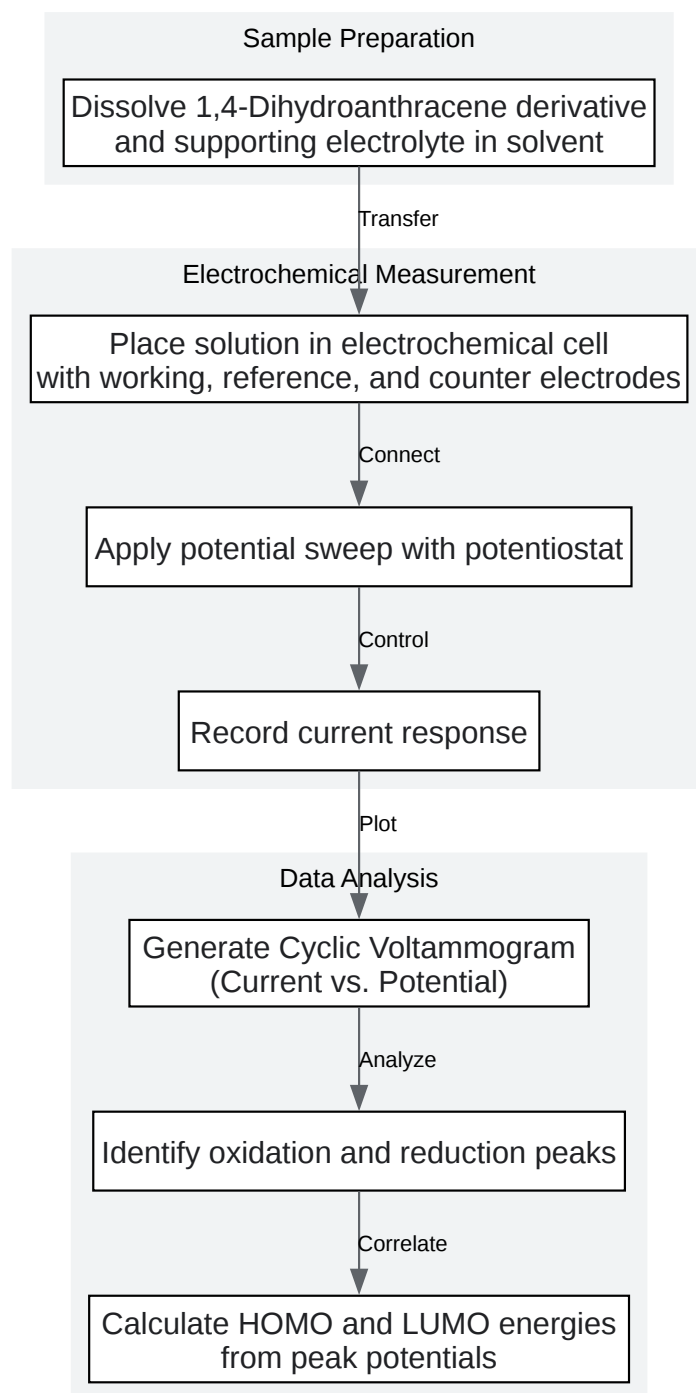 Sample Preparation
Dissolve 1,4-Dihydroanthracene derivative
and supporting electrolyte in solvent
Transfer
Electrochemical Measurement
Place solution in electrochemical cell
with working, reference, and counter electrodes
Connect
Apply potential sweep with potentiostat
Control
Record current response
Plot
Data Analysis
Generate Cyclic Voltammogram
(Current vs. Potential)
Analyze
Identify oxidation and reduction peaks
Correlate
Calculate HOMO and LUMO energies
from peak potentials